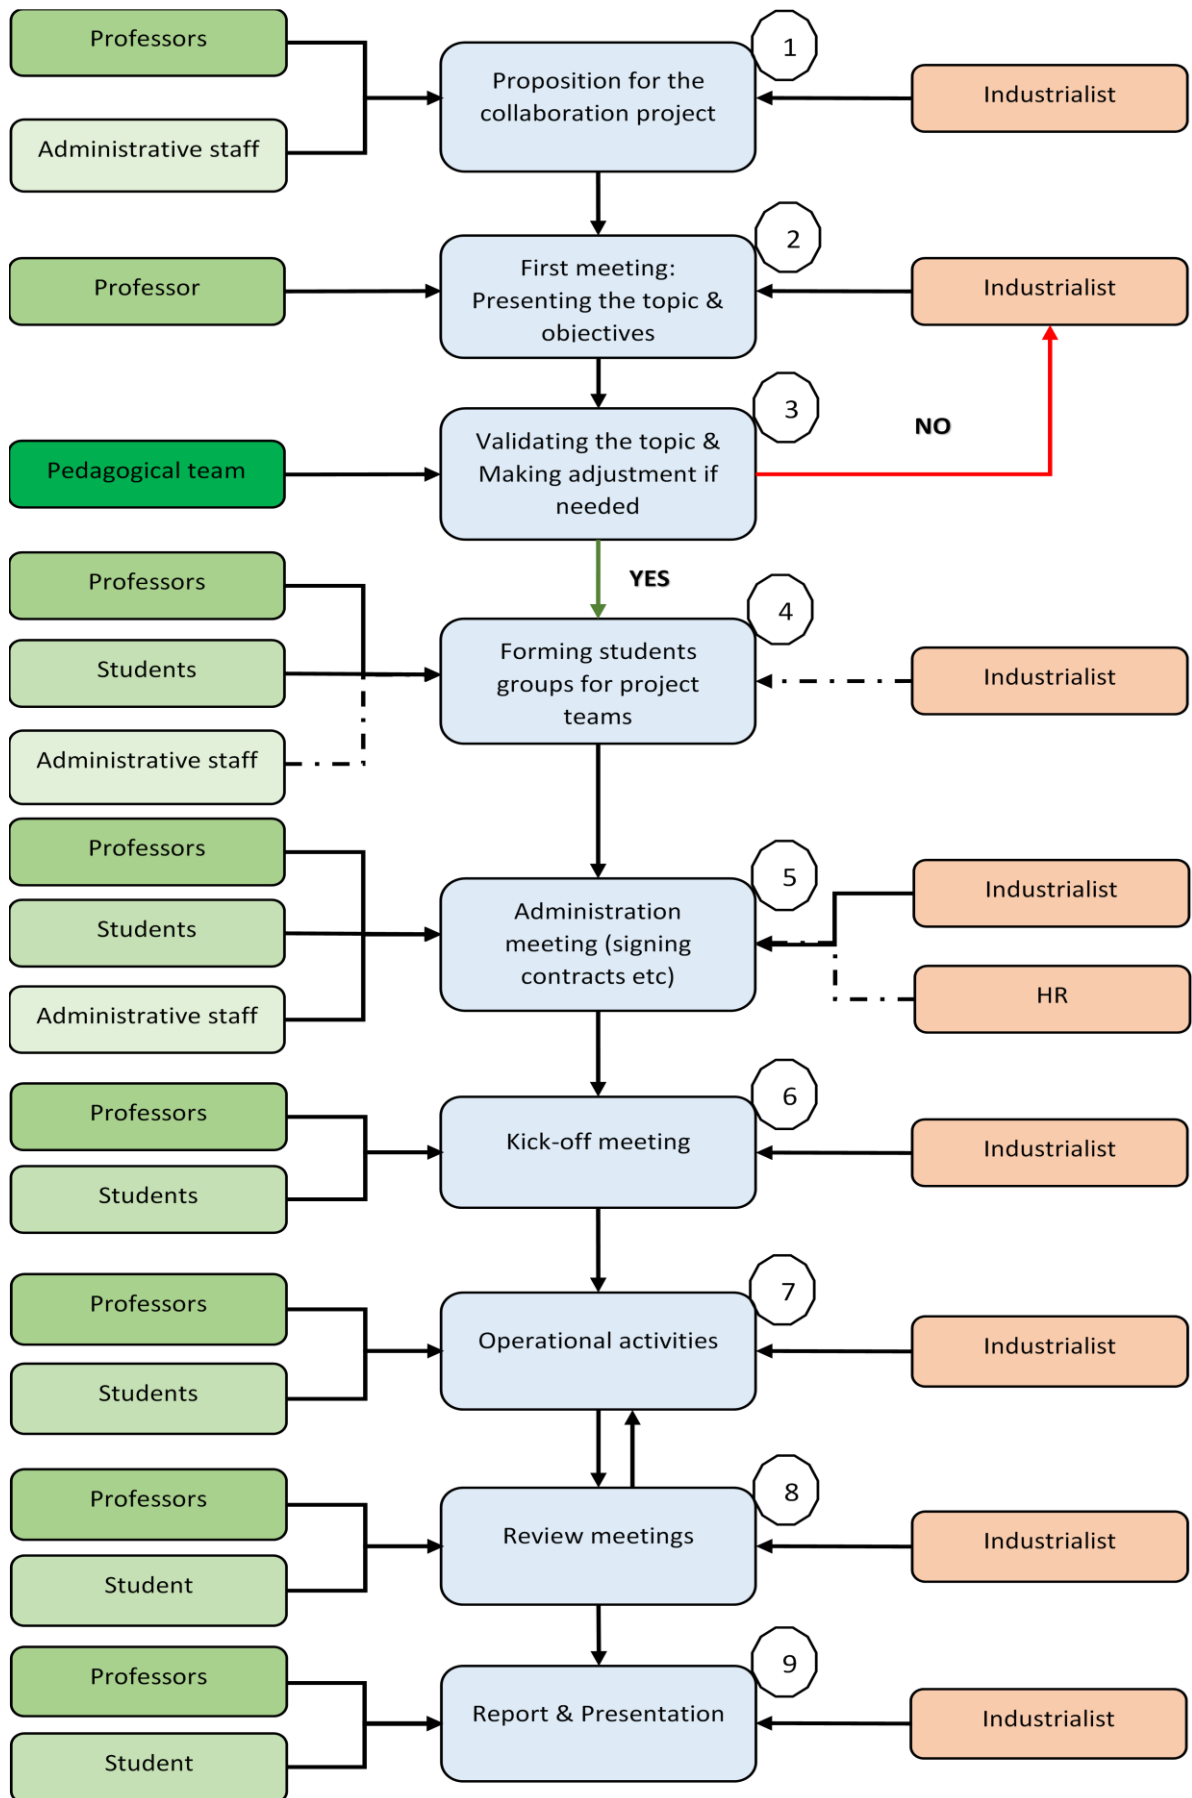 Professors
1
Proposition for the
collaboration project
Industrialist
Administrative staff
2
First meeting:
Presenting the topic &
objectives
Professor
Industrialist
3
Validating the topic &
Making adjustment if
needed
NO
Pedagogical team
YES
Professors
4
Forming students
groups for project
teams
Students
Industrialist
Administrative staff
Professors
5
Administration
meeting (signing
contracts etc)
Industrialist
Students
HR
Administrative staff
6
Professors
Kick-off meeting
Industrialist
Students
7
Professors
Operational activities
Industrialist
Students
8
Professors
Review meetings
Industrialist
Student
9
Professors
Report & Presentation
Industrialist
Student